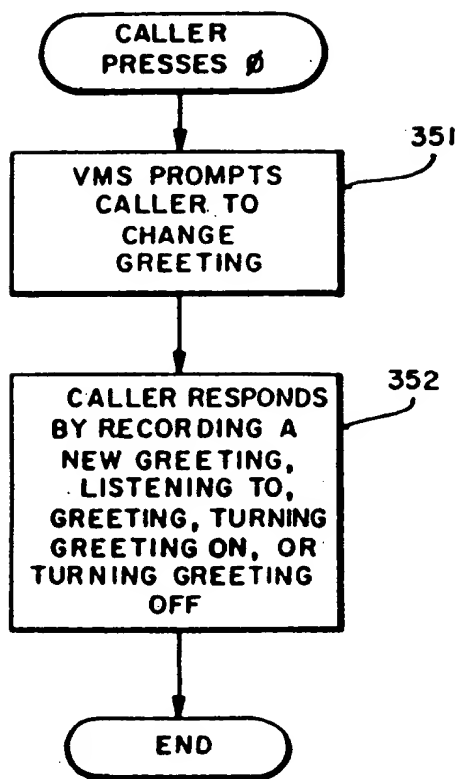 CALLER
PRESSES Ø
351
VMS PROMPTS
CALLER TO
CHANGE
GREETING
352
CALLER RESPONDS
BY RECORDING A
NEW GREETING,
LISTENING TO,
GREETING, TURNING
GREETING ON, OR
TURNING GREETING
OFF
END